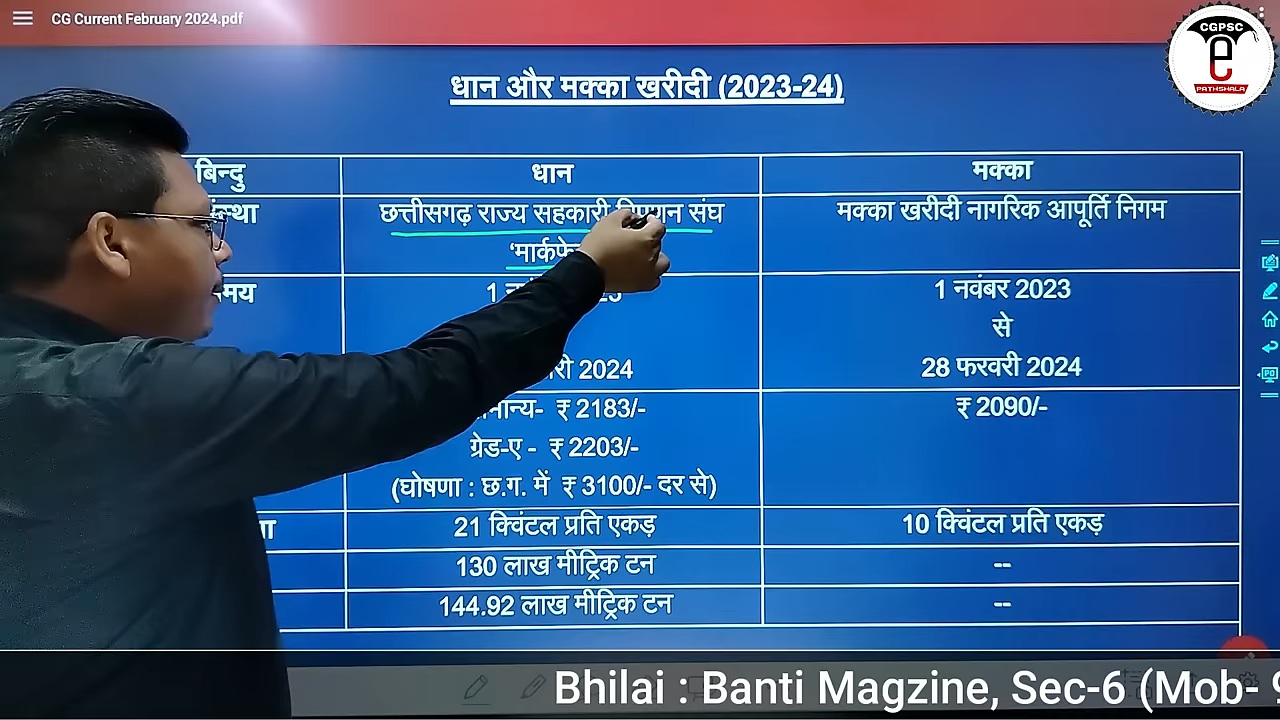 CG Current February 2024.pdf
CGPSC
e
PATHSHALA
धान और मक्का खरीदी (2023-24)
बिन्दु
धान
मक्का
छत्तीसगढ़ राज्य सहकारी संघ
मक्का खरीदी नागरिक आपूर्ति निगम
1
1 नवंबर 2023
से
2024
28 फरवरी 2024
₹ 2183/-
₹ 2090/-
ग्रेड-ए - ₹ 2203/-
(घोषणा : छ.ग. में ₹ 3100/- दर से)
21 क्विंटल प्रति एकड़
10 क्विंटल प्रति एकड़
130 लाख मीट्रिक टन
--
144.92 लाख मीट्रिक टन
--
Bhilai : Banti Magzine, Sec-6 (Mob- 9